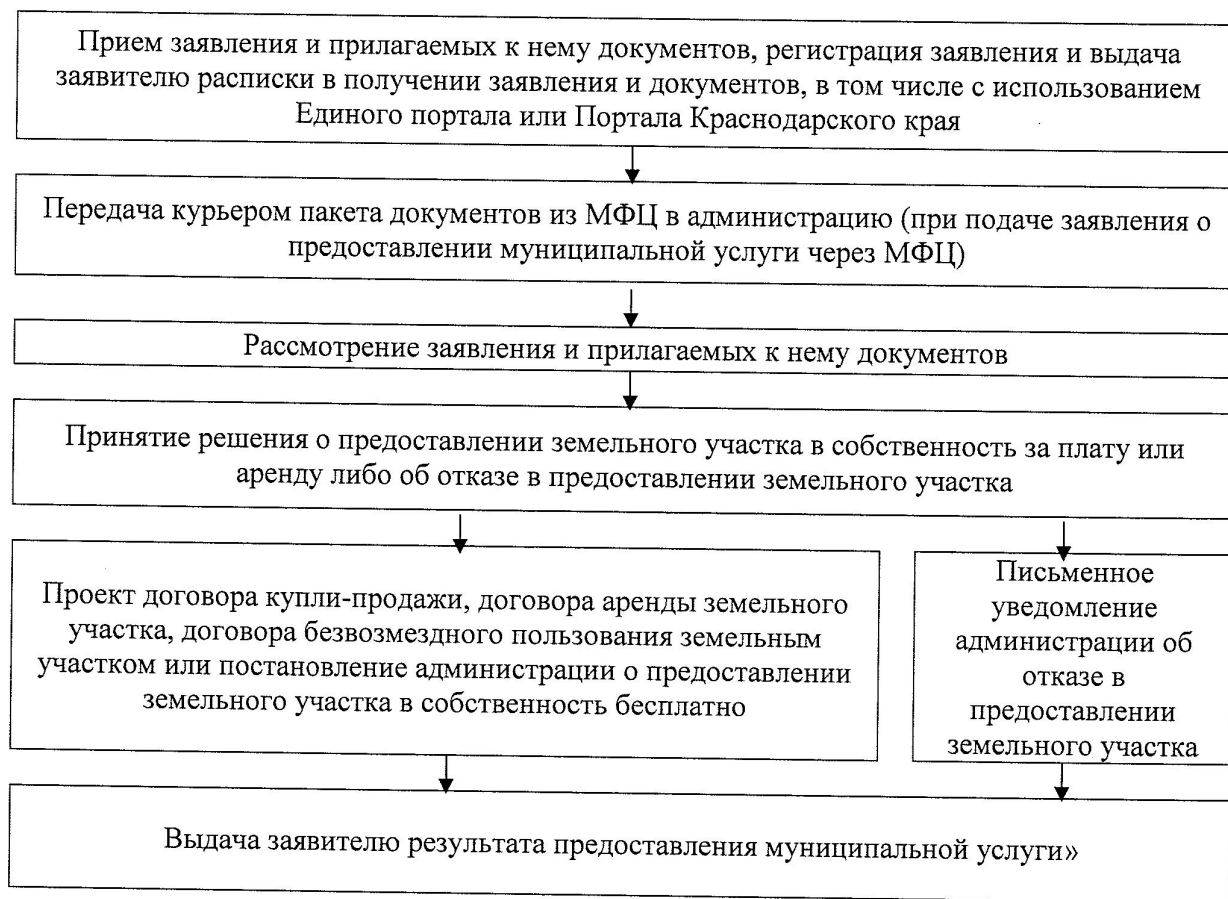 Прием заявления и прилагаемых к нему документов, регистрация заявления и выдача
заявителю расписки в получении заявления и документов, в том числе с использованием
Единого портала или Портала Краснодарского края
Передача курьером пакета документов из МФЦ в администрацию (при подаче заявления о
предоставлении муниципальной услуги через МФЦ)
Рассмотрение заявления и прилагаемых к нему документов
Принятие решения о предоставлении земельного участка в собственность за плату или
аренду либо об отказе в предоставлении земельного участка
Проект договора купли-продажи, договора аренды земельного
участка, договора безвозмездного пользования земельным
участком или постановление администрации о предоставлении
земельного участка в собственность бесплатно
Письменное
уведомление
администрации об
отказе в
предоставлении
земельного участка
Выдача заявителю результата предоставления муниципальной услуги»